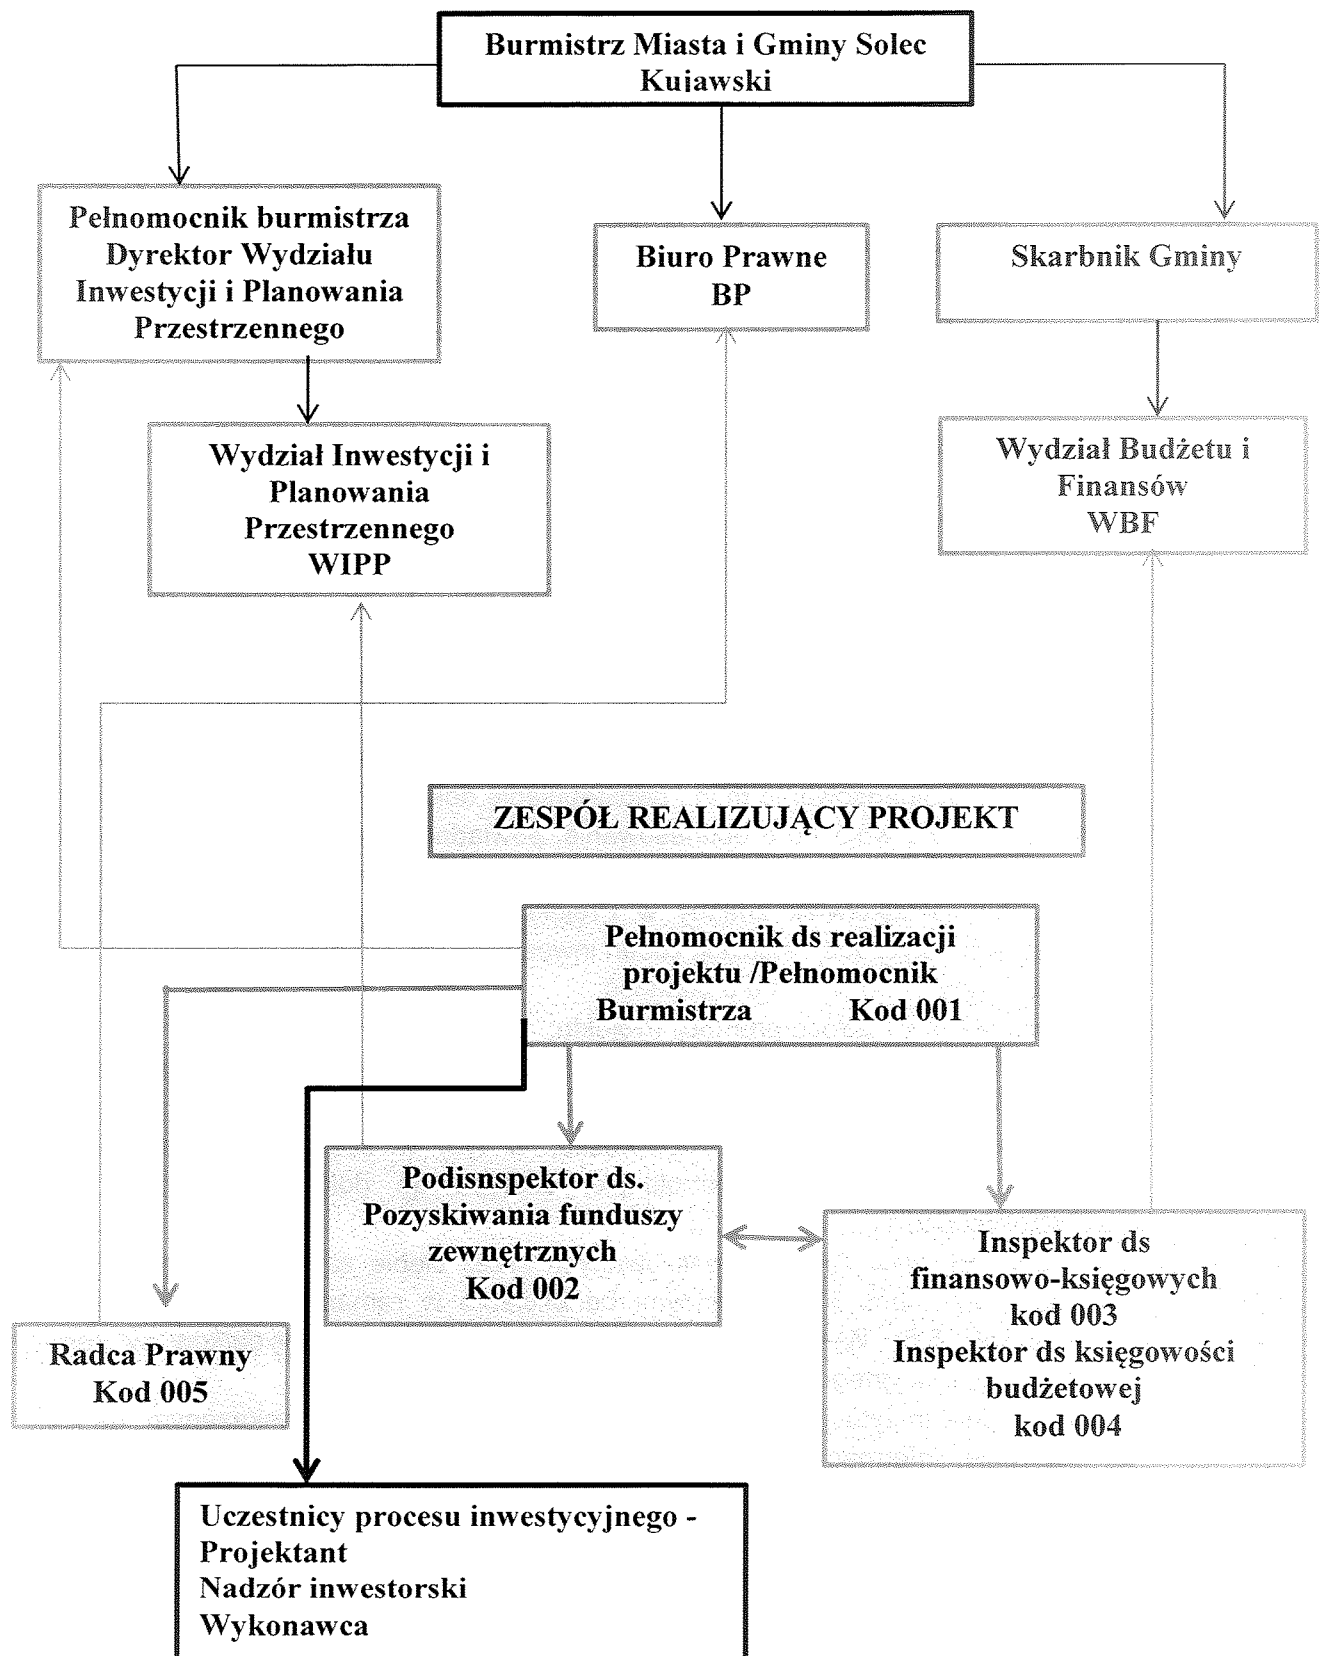 Burmistrz Miasta i Gminy Solec
Kujawski
Pełnomocnik burmistrza
Dyrektor Wydziału
Inwestycji i Planowania
Przestrzennego
Biuro Prawne
BP
Skarbnik Gminy
Wydział Inwestycji i
Planowania
Przestrzennego
WIPP
Wydział Budżetu i
Finansów
WBF
ZESPÓŁ REALIZUJĄCY PROJEKT
Pełnomocnik ds realizacji
projektu /Pełnomocnik
Burmistrza Kod 001
Podisnspektor ds.
Pozyskiwania funduszy
zewnętrznych
Kod 002
Inspektor ds
finansowo-księgowych
kod 003
Inspektor ds księgowości
budżetowej
kod 004
Radca Prawny
Kod 005
Uczestnicy procesu inwestycyjnego -
Projektant
Nadzór inwestorski
Wykonawca